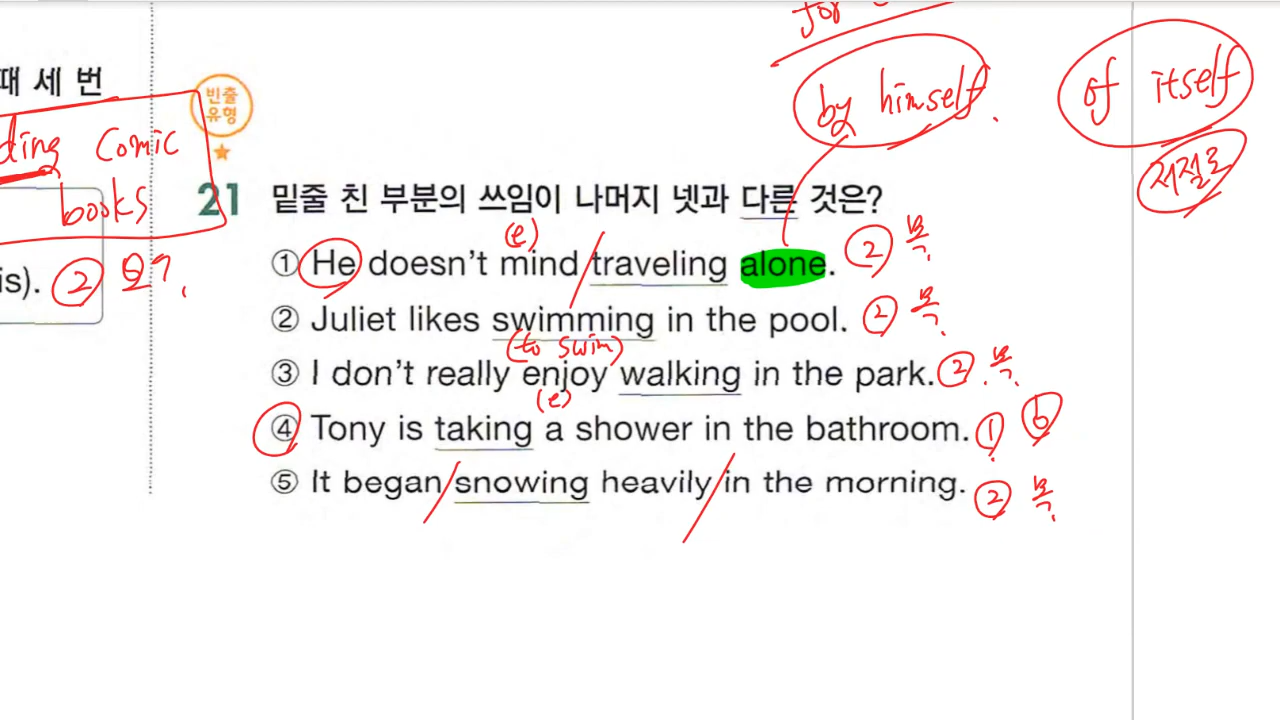 for
by himself.
of itself
저절로
때 세 번
ding comic
books
빈출
유형
21 밑줄 친 부분의 쓰임이 나머지 넷과 다른 것은?
(e)
① He doesn't mind / traveling alone. ② 목.
is). ② 보어.
② Juliet likes swimming in the pool. ② 목.
(to swim)
③ I don't really enjoy walking in the park. ② 목.
(e)
④ Tony is taking a shower in the bathroom. ① b
⑤ It began / snowing heavily / in the morning. ② 목.